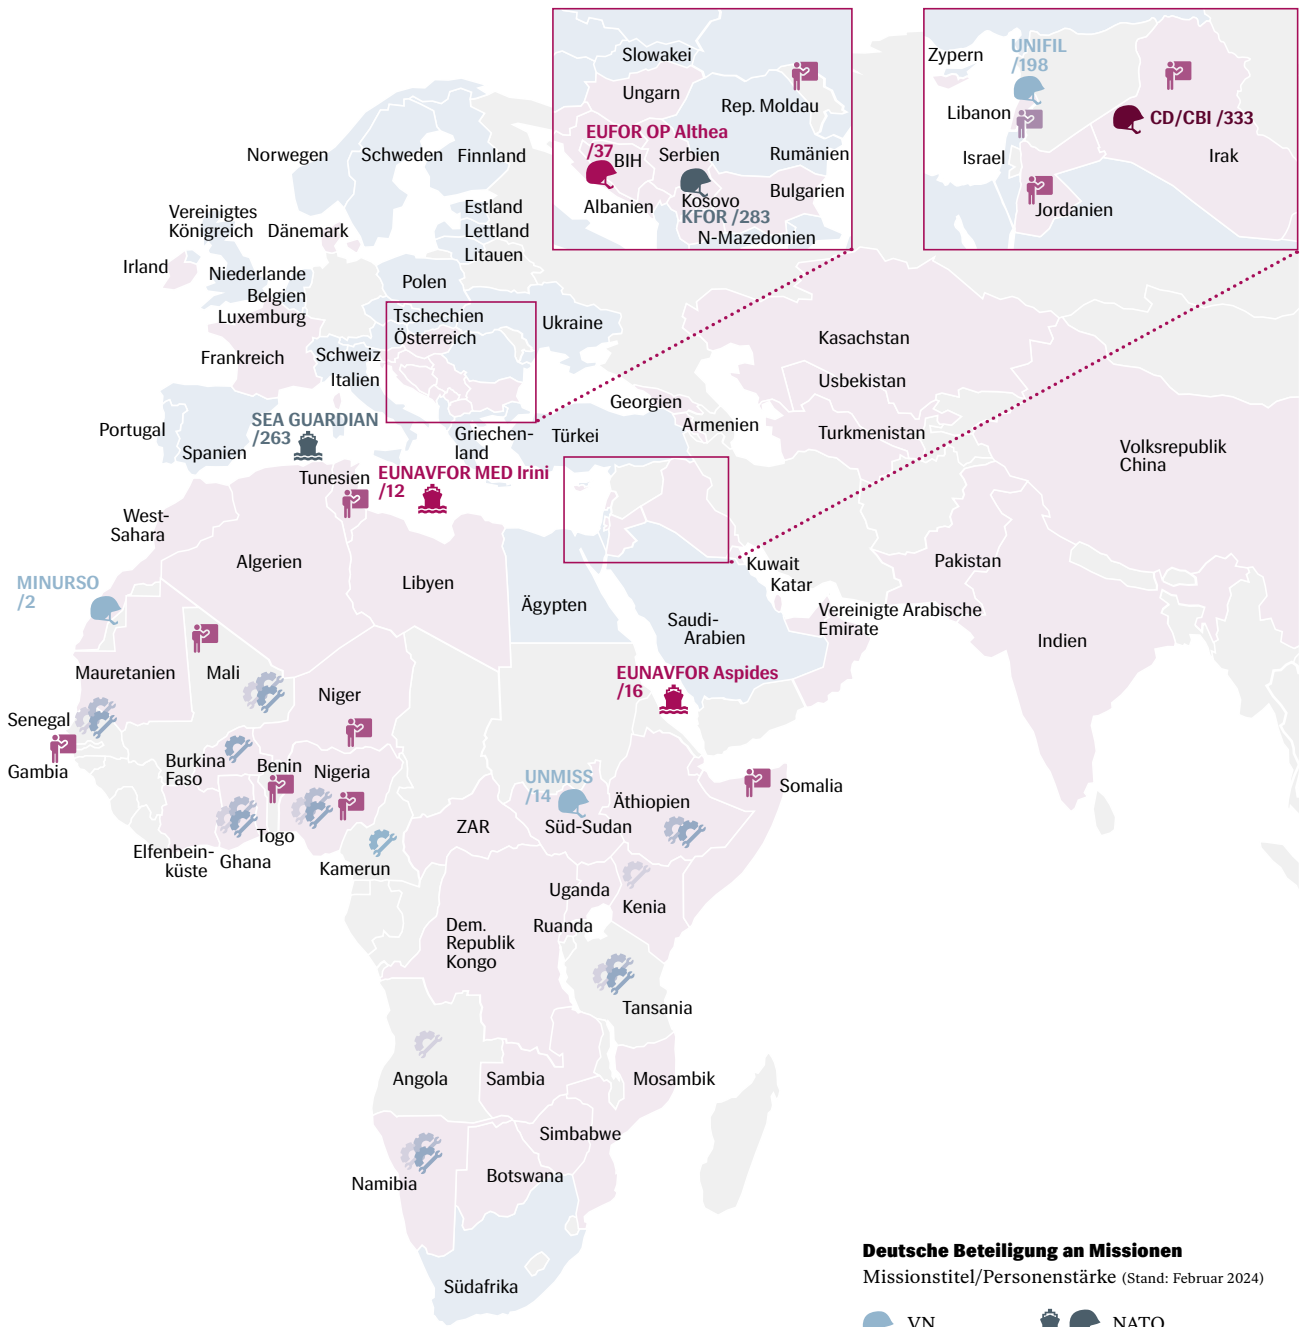 Slowakei
Ungarn
Rep. Moldau
EUFOR OP Althea
/37
BIH
Serbien
Rumänien
Albanien
Kosovo
Bulgarien
KFOR /283
N-Mazedonien
Zypern
UNIFIL
/198
Libanon
CD/CBI /333
Israel
Irak
Jordanien
Norwegen
Schweden
Finnland
Vereinigtes
Königreich
Dänemark
Estland
Lettland
Litauen
Irland
Niederlande
Belgien
Luxemburg
Polen
Tschechien
Österreich
Ukraine
Frankreich
Schweiz
Italien
Kasachstan
Usbekistan
Georgien
Armenien
Turkmenistan
Portugal
Spanien
SEA GUARDIAN
/263
Griechen-
land
Türkei
Volksrepublik
China
Tunesien
EUNAVFOR MED Irini
/12
West-
Sahara
Algerien
Libyen
Ägypten
Kuwait
Katar
Pakistan
MINURSO
/2
Saudi-
Arabien
Vereinigte Arabische
Emirate
Indien
Mauretanien
Mali
Niger
EUNAVFOR Aspides
/16
Senegal
Gambia
Burkina
Faso
Benin
Nigeria
UNMISS
/14
Äthiopien
Somalia
Elfenbein-
küste
Ghana
Togo
Kamerun
ZAR
Süd-Sudan
Uganda
Kenia
Dem.
Republik
Kongo
Ruanda
Tansania
Angola
Sambia
Mosambik
Simbabwe
Namibia
Botswana
Südafrika
Deutsche Beteiligung an Missionen
Missionstitel/Personenstärke (Stand: Februar 2024)
VN
NATO